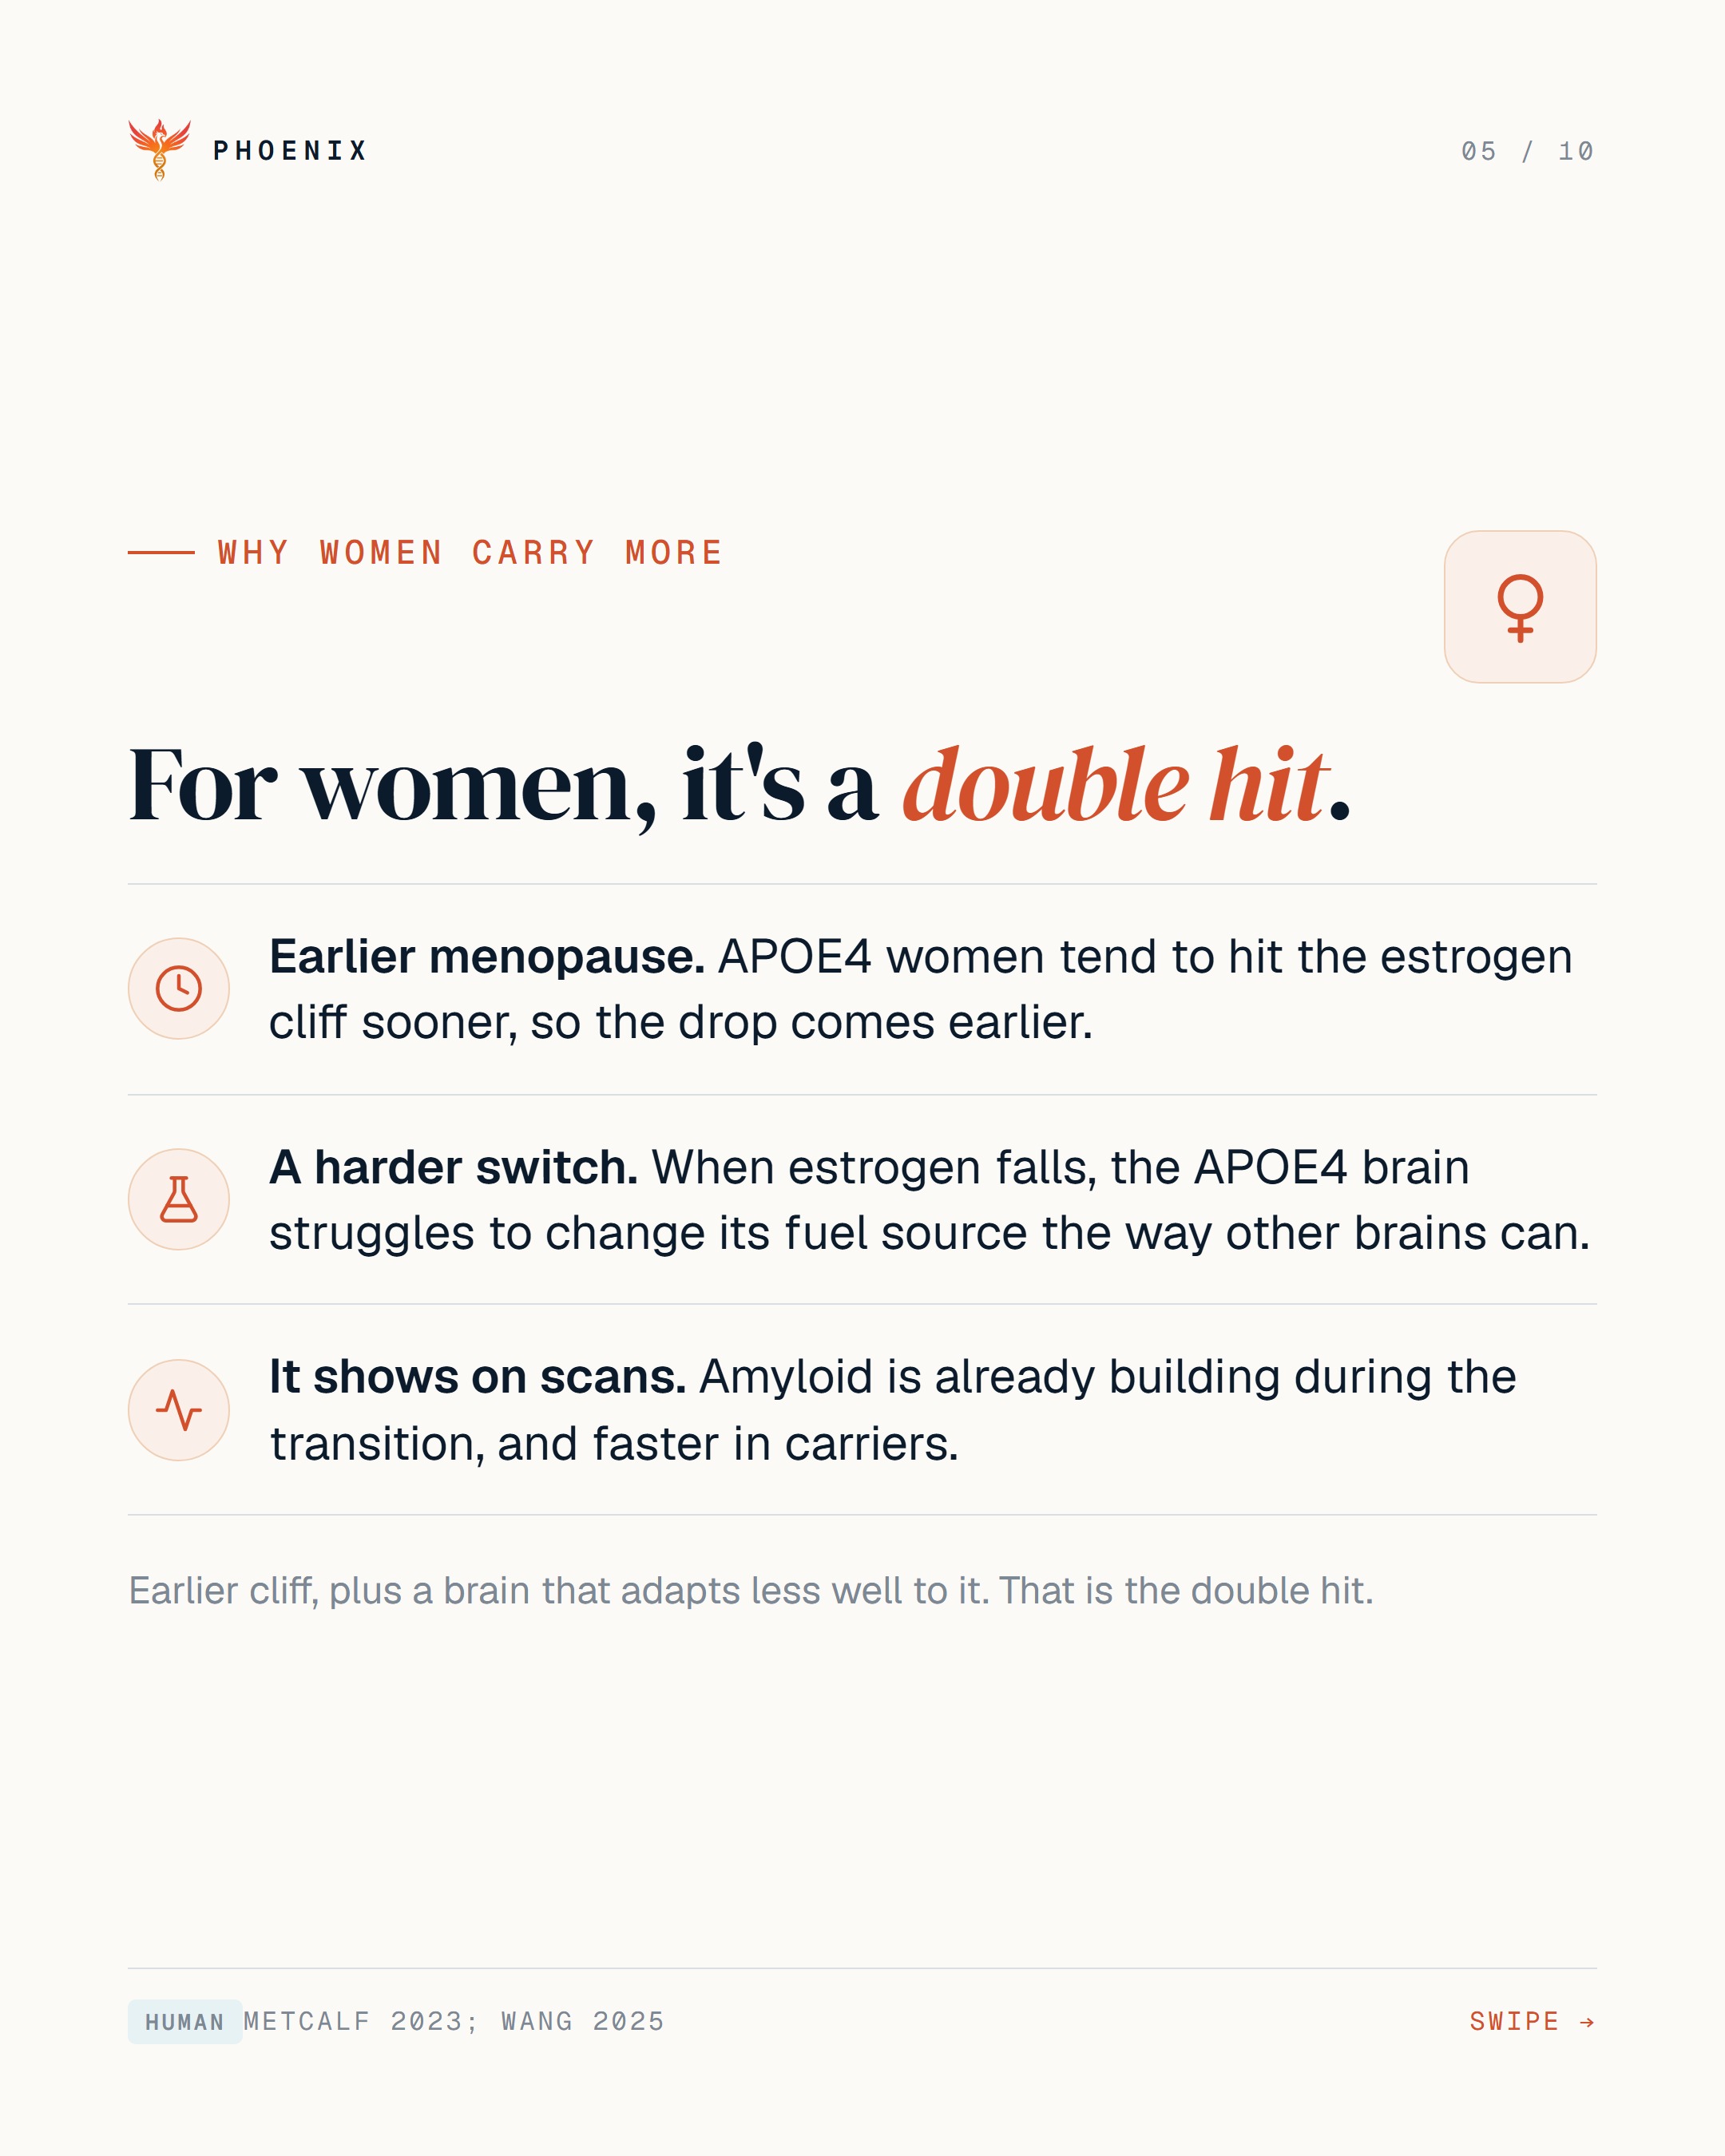 PHOENIX
05 / 10
WHY WOMEN CARRY MORE
For women, it's a double hit.
Earlier menopause. APOE4 women tend to hit the estrogen
cliff sooner, so the drop comes earlier.
A harder switch. When estrogen falls, the APOE4 brain
struggles to change its fuel source the way other brains can.
It shows on scans. Amyloid is already building during the
transition, and faster in carriers.
Earlier cliff, plus a brain that adapts less well to it. That is the double hit.
HUMAN METCALF 2023; WANG 2025
SWIPE →